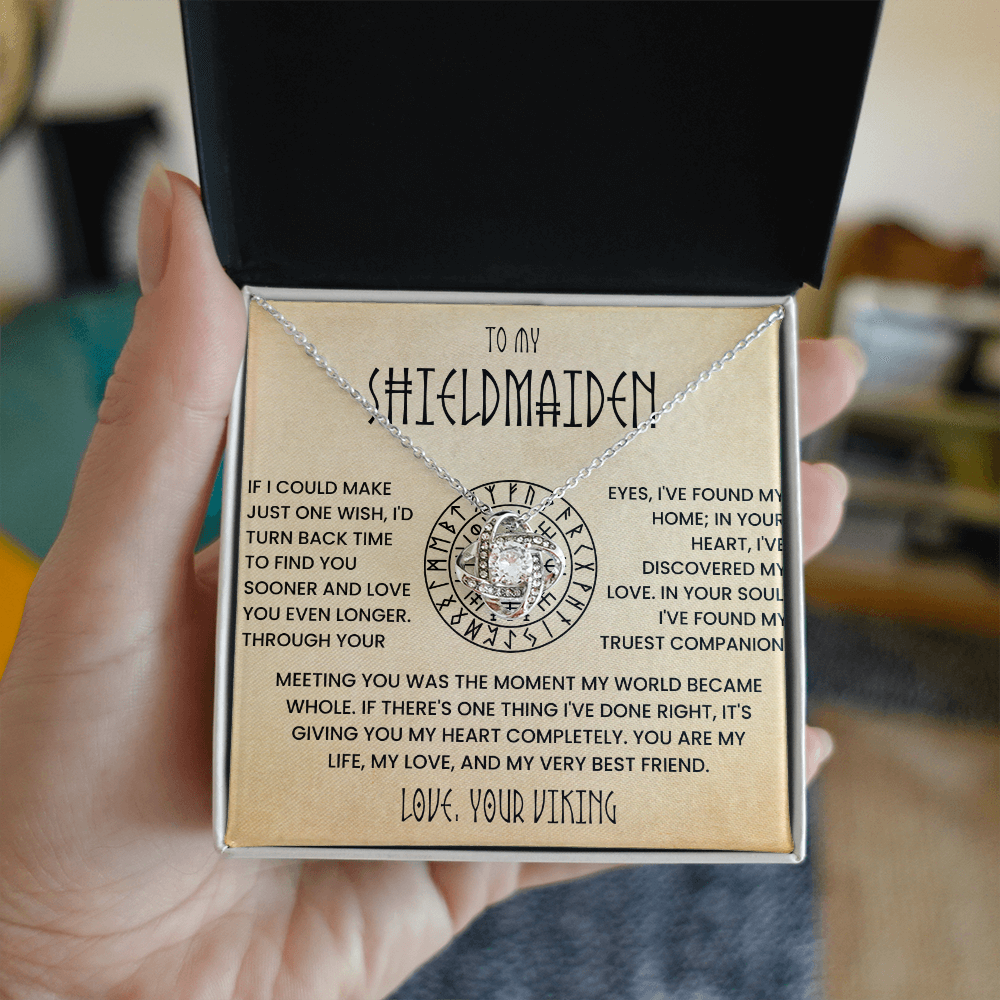 TO MY
SHIELDMAIDEN
IF I COULD MAKE
JUST ONE WISH, I'D
TURN BACK TIME
TO FIND YOU
SOONER AND LOVE
YOU EVEN LONGER.
THROUGH YOUR
EYES, I'VE FOUND MY
HOME; IN YOUR
HEART, I'VE
DISCOVERED MY
LOVE. IN YOUR SOUL
I'VE FOUND MY
TRUEST COMPANION
MEETING YOU WAS THE MOMENT MY WORLD BECAME
WHOLE. IF THERE'S ONE THING I'VE DONE RIGHT, IT'S
GIVING YOU MY HEART COMPLETELY. YOU ARE MY
LIFE, MY LOVE, AND MY VERY BEST FRIEND.
LOVE, YOUR VIKING